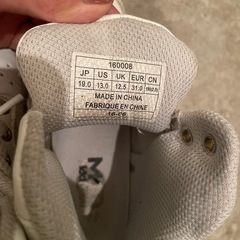 160008
JP US UK EUR CN
19.0 13.0 12.5 31.0
MADE IN CHINA
FABRIQUE EN CHINE